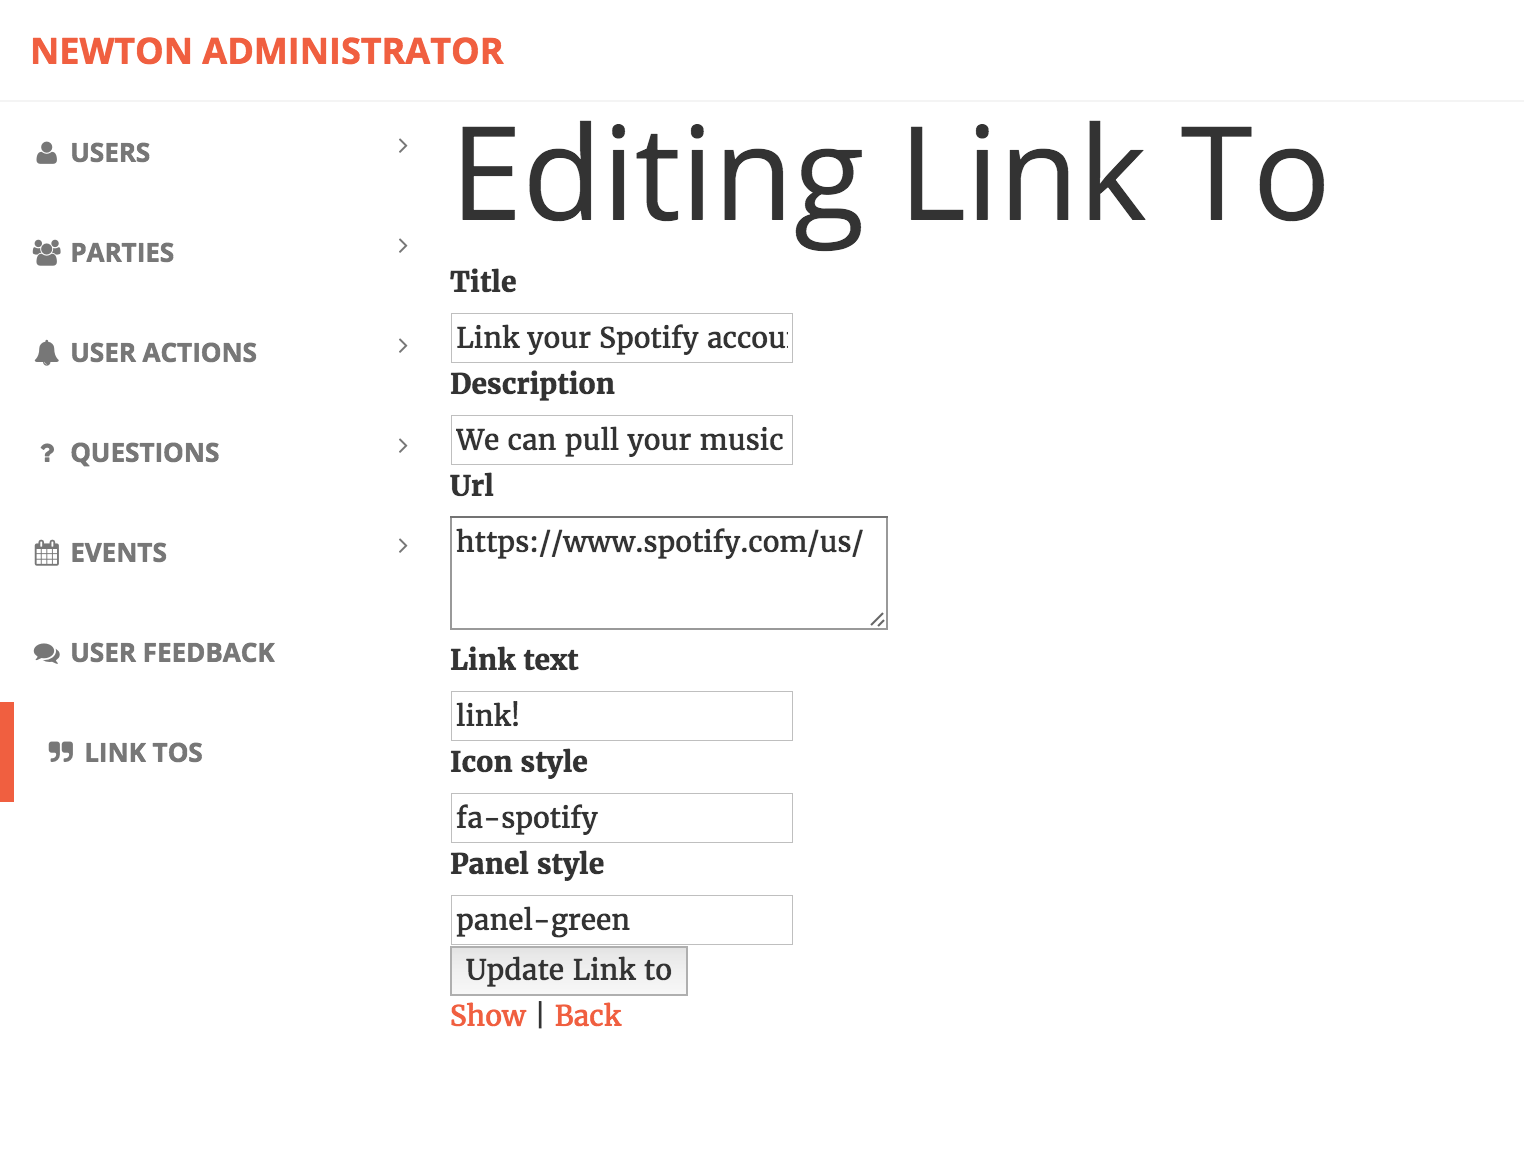 NEWTON ADMINISTRATOR
USERS
PARTIES
USER ACTIONS
? QUESTIONS
EVENTS
USER FEEDBACK
LINK TOS
Editing Link To
Title
Link your Spotify
Description
We can pull your music
Url
https://www.spotify.com/us/
Link text
link!
Icon style
fa-spotify
Panel style
panel-green
Update Link to
Show | Back